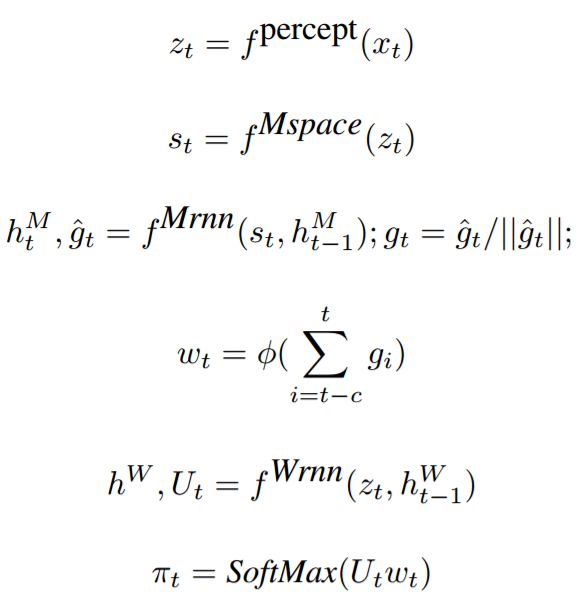 z_t = f^{percept}(x_t)
s_t = f^{Mspace}(z_t)
h_t^M, ĝ_t = f^{Mrnn}(s_t, h_{t−1}^M); g_t = ĝ_t/||ĝ_t||;
w_t = ϕ(∑_{i=t−c}^{t} g_i)
h^W, U_t = f^{Wrnn}(z_t, h_{t−1}^W)
π_t = SoftMax(U_t w_t)